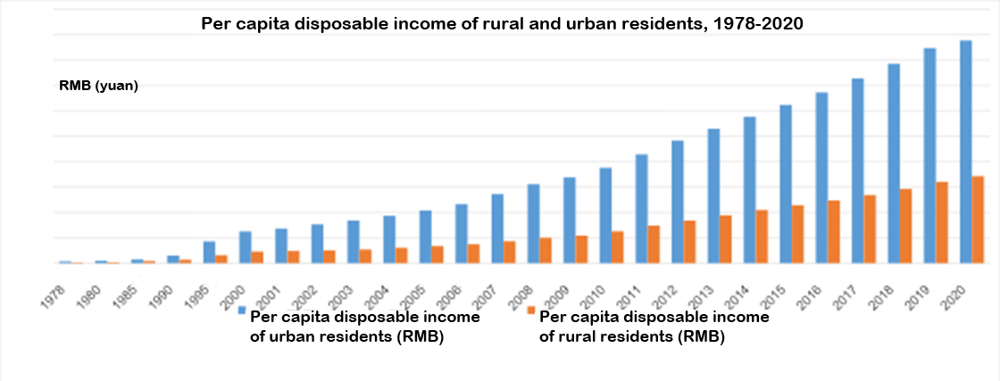 Per capita disposable income of rural and urban residents, 1978-2020
RMB (yuan)
1978 1980 1985 1990 1995 2000 2001 2002 2003 2004 2005 2006 2007 2008 2009 2010 2011 2012 2013 2014 2015 2016 2017 2018 2019 2020
Per capita disposable income
of urban residents (RMB)
Per capita disposable income
of rural residents (RMB)